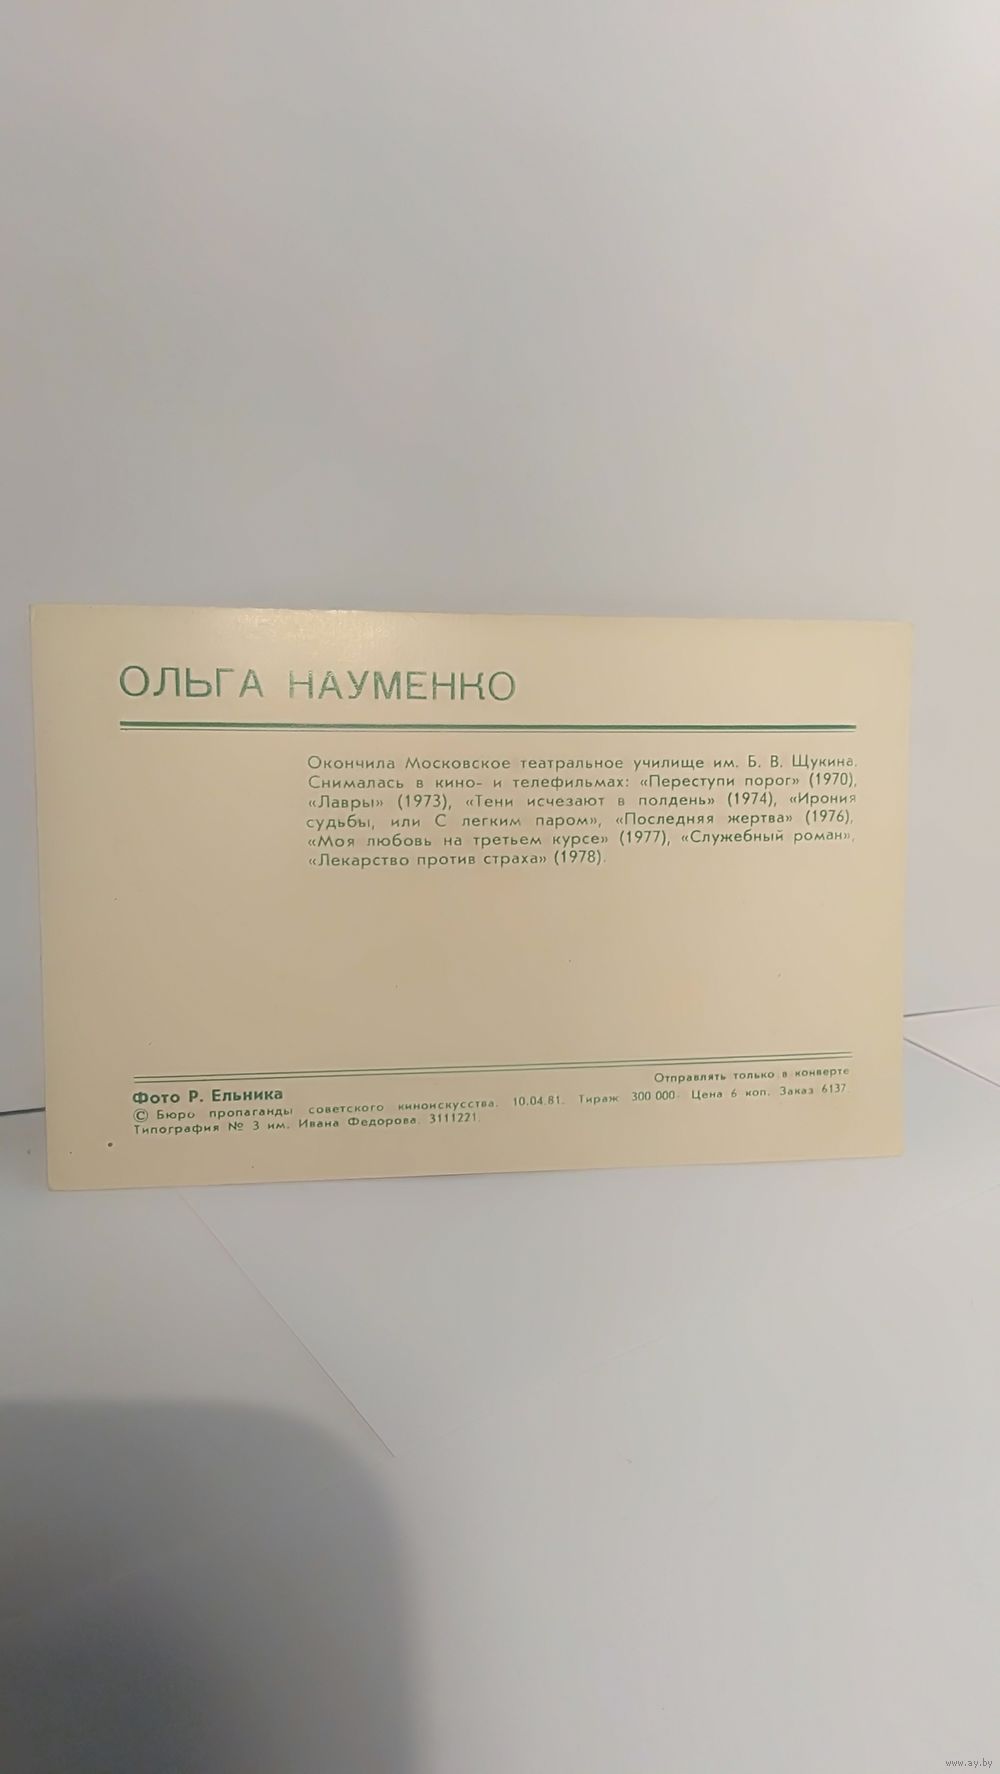 ОЛЬГА НАУМЕНКО
Окончила Московское театральное училище им. Б. В. Щукина.
Снималась в кино- и телефильмах: «Переступи порог» (1970),
«Лавры» (1973), «Тени исчезают в полдень» (1974), «Ирония
судьбы, или С легким паром», «Последняя жертва» (1976),
«Моя любовь на третьем курсе» (1977), «Служебный роман»,
«Лекарство против страха» (1978).
Отправлять только в конверте
Фото Р. Ельника
© Бюро пропаганды советского киноискусства. 10.04.81. Тираж 300 000 Цена 6 коп. Заказ 6137.
Типография № 3 им. Ивана Федорова. 3111221.
www.ay.by